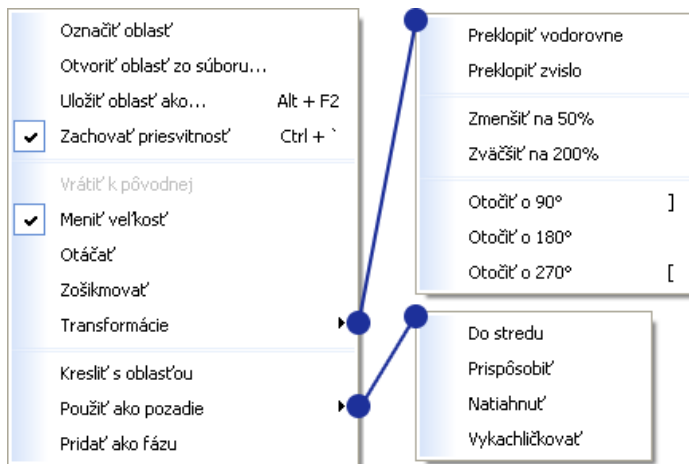 Označiť oblasť
Otvoriť oblasť zo súboru...
Uložiť oblasť ako... Alt + F2
Zachovať priesvitnosť Ctrl + `
Vrátiť k pôvodnej
Meniť veľkosť
Otáčať
Zošikmovať
Transformácie
Kresliť s oblasťou
Použiť ako pozadie
Pridať ako fázu
Preklopiť vodorovne
Preklopiť zvislo
Zmenšiť na 50%
Zväčšiť na 200%
Otočiť o 90° ]
Otočiť o 180°
Otočiť o 270° [
Do stredu
Prispôsobiť
Natiahnuť
Vykachličkovať